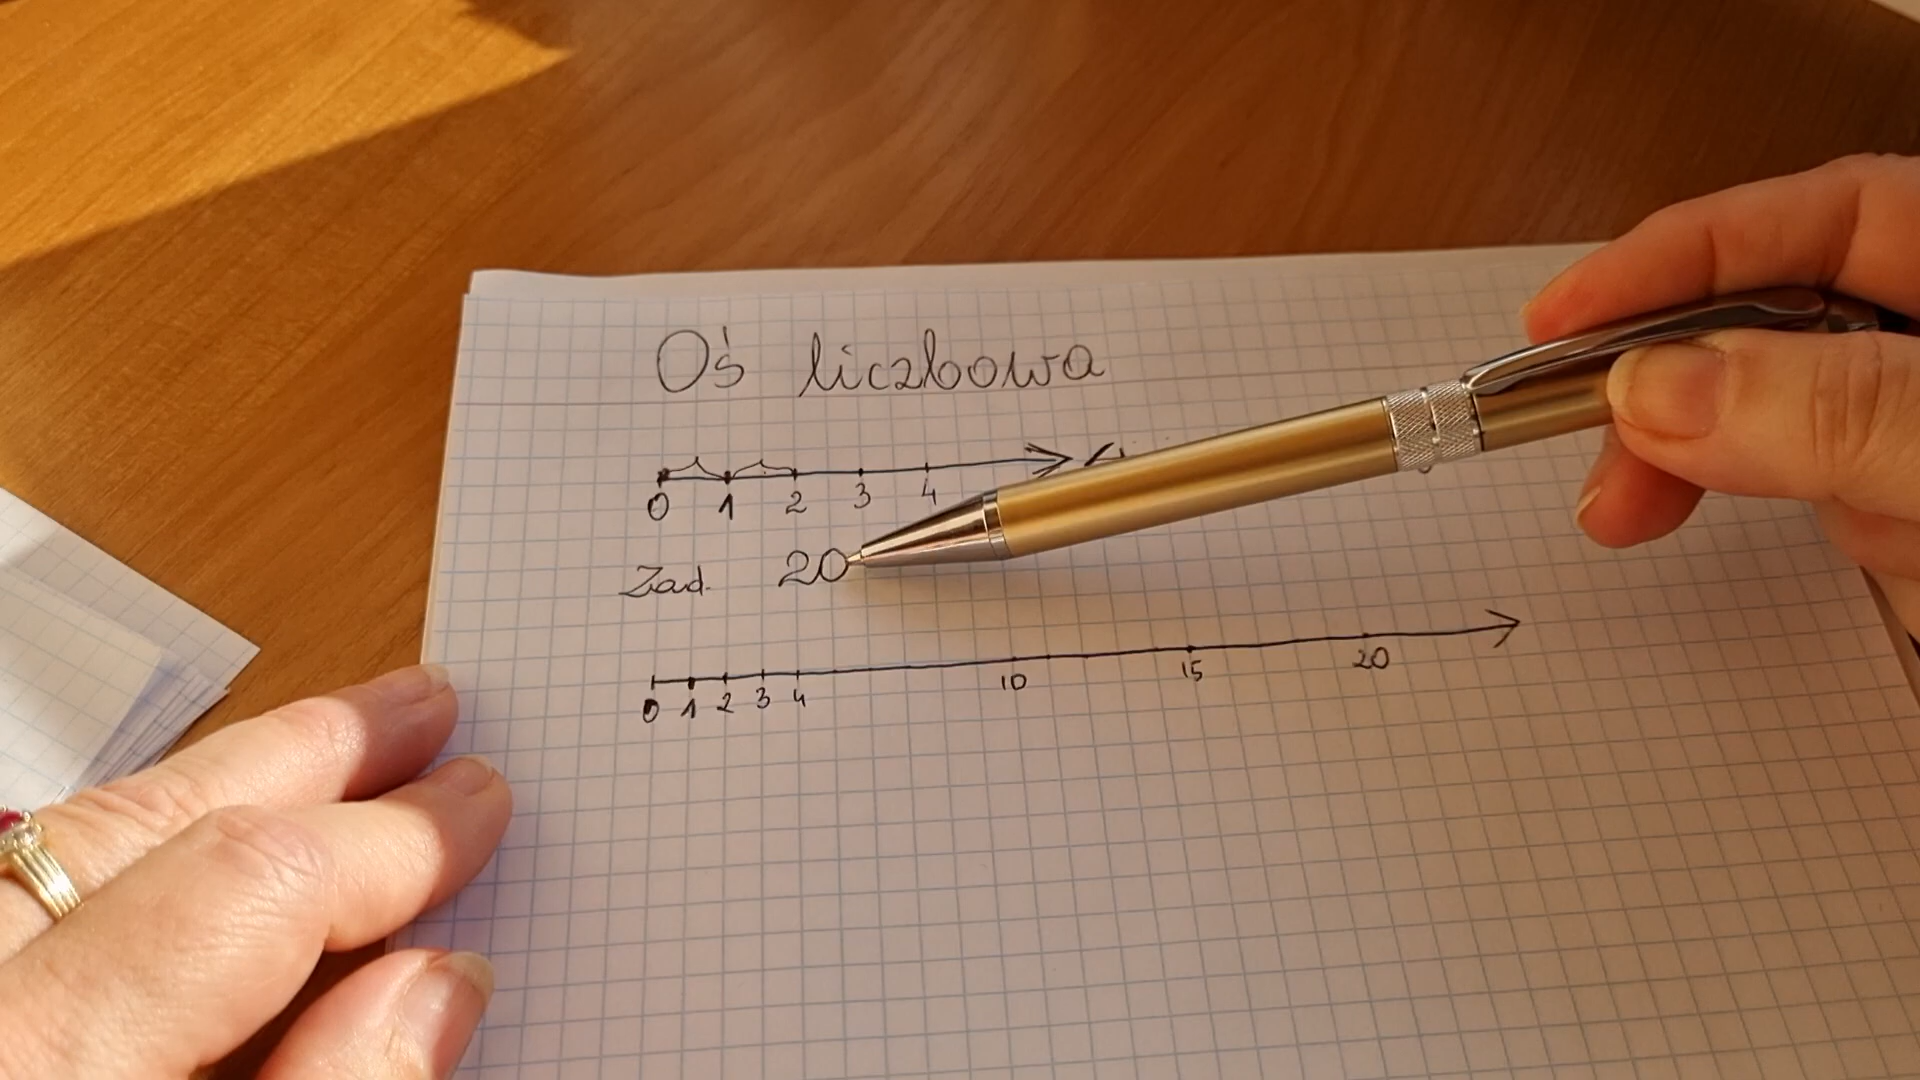 Oś liczbowa
0 1 2 3 4
Zad. 20
0 1 2 3 4 10 15 20